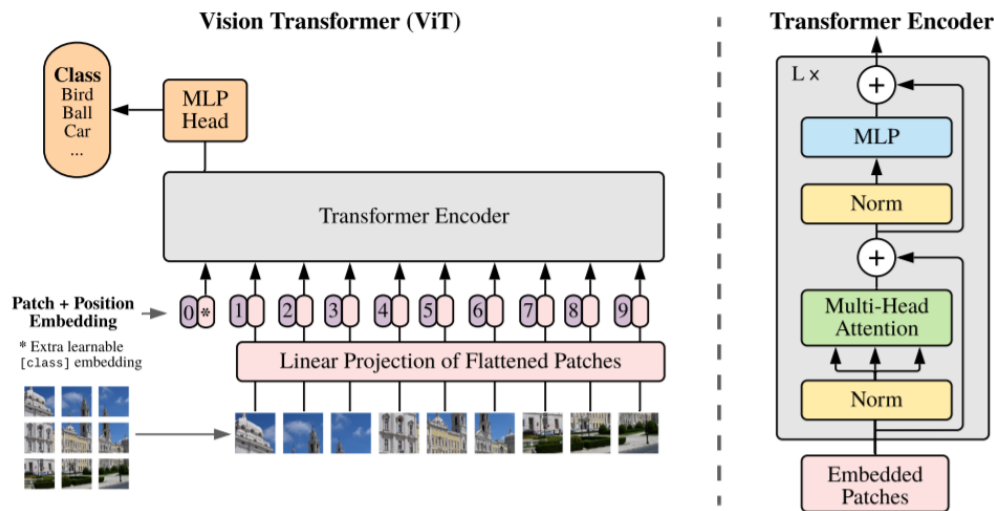 Vision Transformer (ViT)
Class
Bird
Ball
Car
...
MLP
Head
Transformer Encoder
0 * 1 2 3 4 5 6 7 8 9
Patch + Position
Embedding
* Extra learnable
[class] embedding
Linear Projection of Flattened Patches
Transformer Encoder
L x
+
MLP
Norm
+
Multi-Head
Attention
Norm
Embedded
Patches